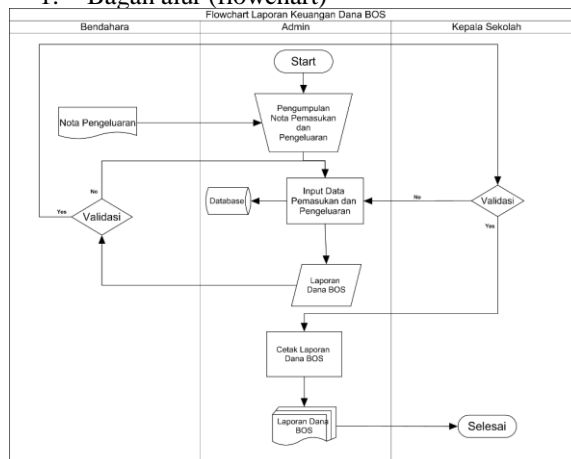 1. Bagan alur (flowchart)
Flowchart Laporan Keuangan Dana BOS
Bendahara
Admin
Kepala Sekolah
Start
Nota Pengeluaran
Pengumpulan
Nota Pemasukan
dan
Pengeluaran
No
Yes
Validasi
Database
Input Data
Pemasukan dan
Pengeluaran
No
Validasi
Yes
Laporan
Dana BOS
Cetak Laporan
Dana BOS
Laporan Dana
BOS
Selesai